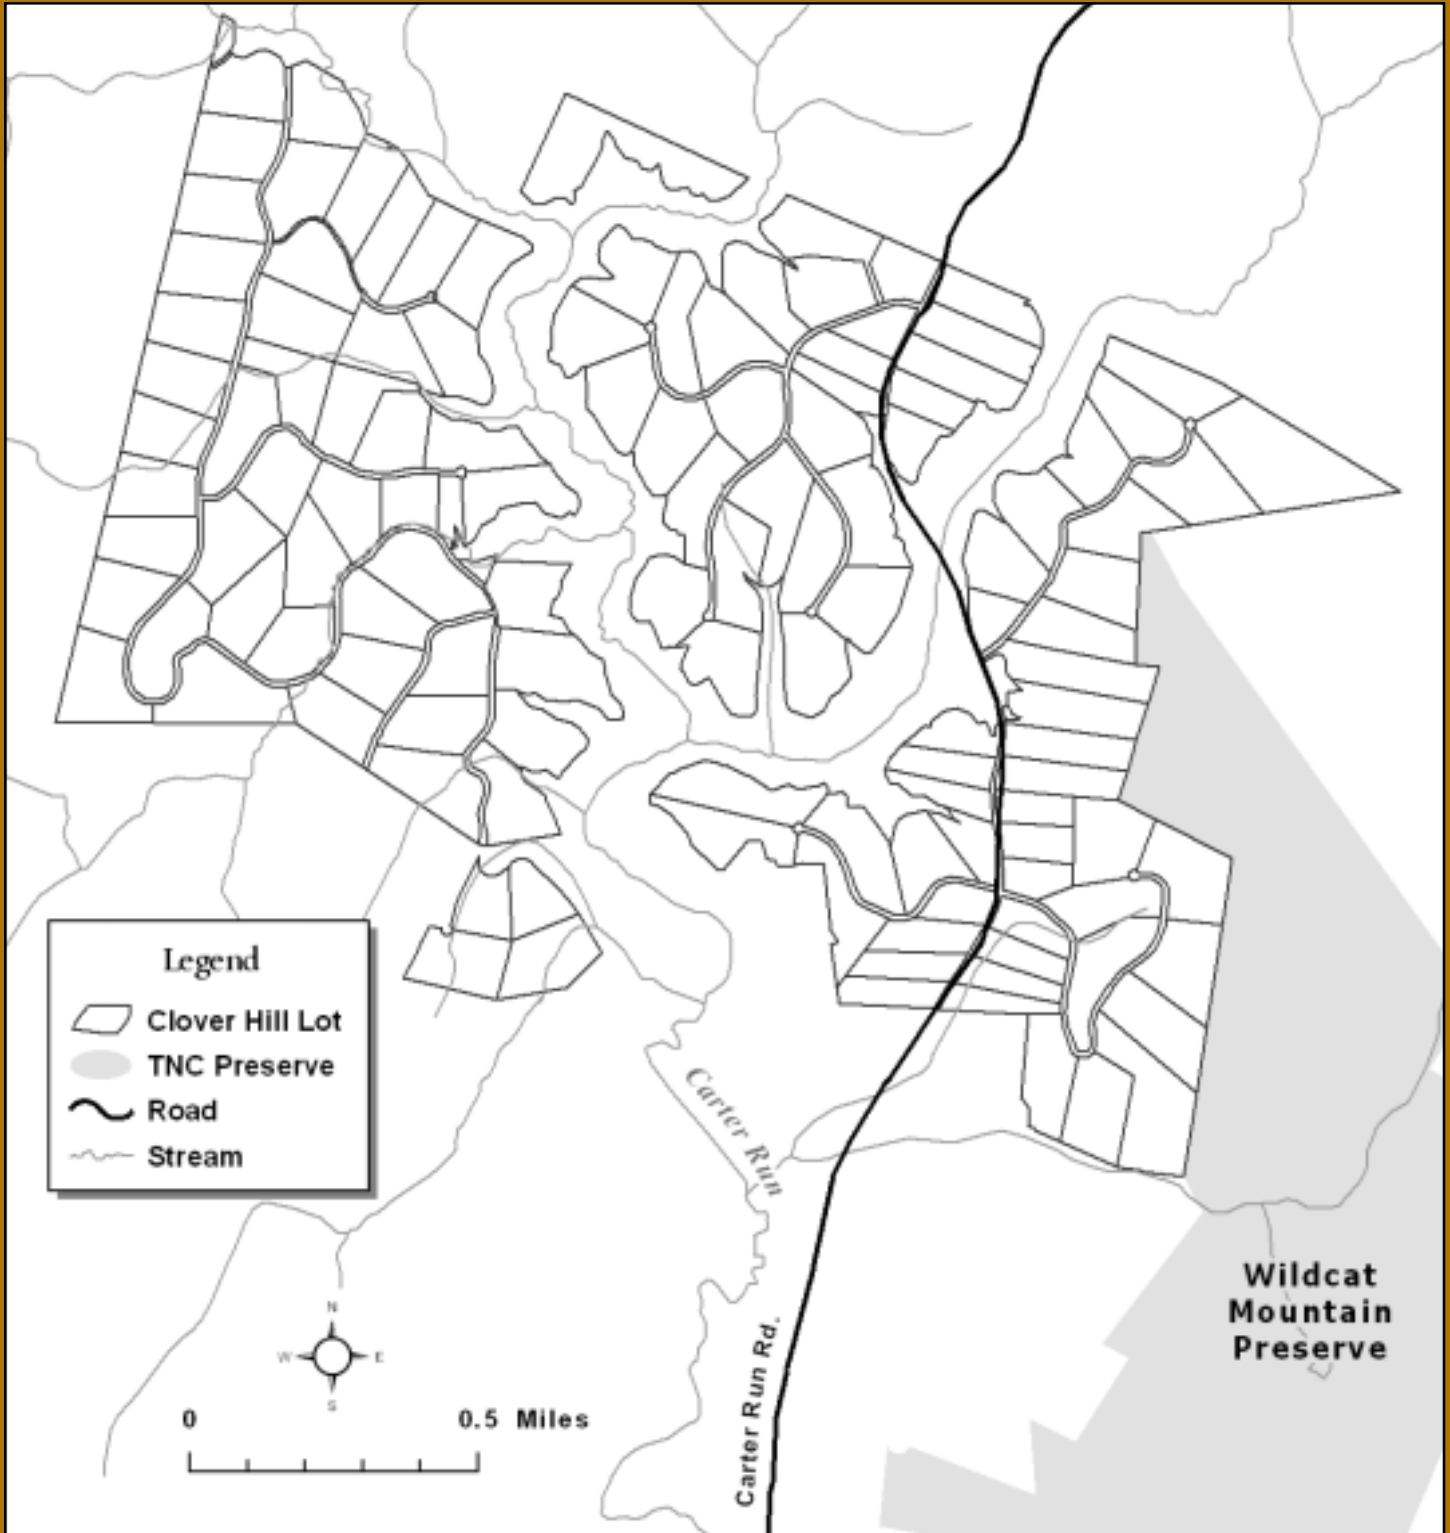 Legend
Clover Hill Lot
TNC Preserve
Road
Stream
Carter Run
Wildcat
Mountain
Preserve
N
W E
S
0 0.5 Miles
Carter Run Rd.